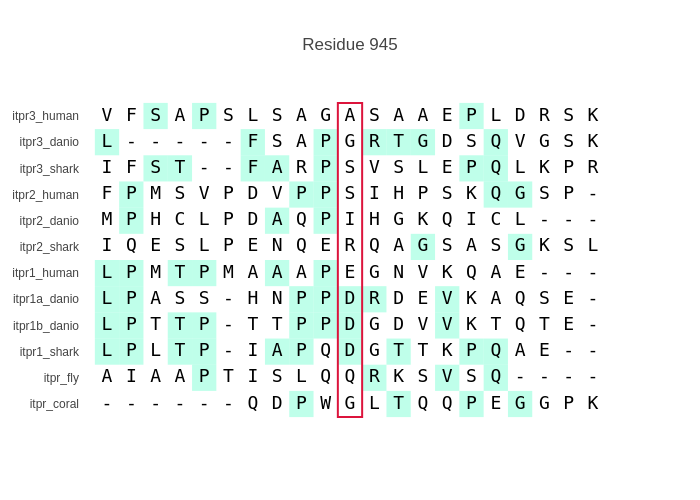 Residue 945
itpr3_human V F S A P S L S A G A S A A E P L D R S K
itpr3_danio L - - - - - F S A P G R T G D S Q V G S K
itpr3_shark I F S T - - F A R P S V S L E P Q L K P R
itpr2_human F P M S V P D V P P S I H P S K Q G S P -
itpr2_danio M P H C L P D A Q P I H G K Q I C L - - -
itpr2_shark I Q E S L P E N Q E R Q A G S A S G K S L
itpr1_human L P M T P M A A A P E G N V K Q A E - - -
itpr1a_danio L P A S S - H N P P D R D E V K A Q S E -
itpr1b_danio L P T T P - T T P P D G D V V K T Q T E -
itpr1_shark L P L T P - I A P Q D G T T K P Q A E - -
itpr_fly A I A A P T I S L Q Q R K S V S Q - - - -
itpr_coral - - - - - - Q D P W G L T Q Q P E G G P K